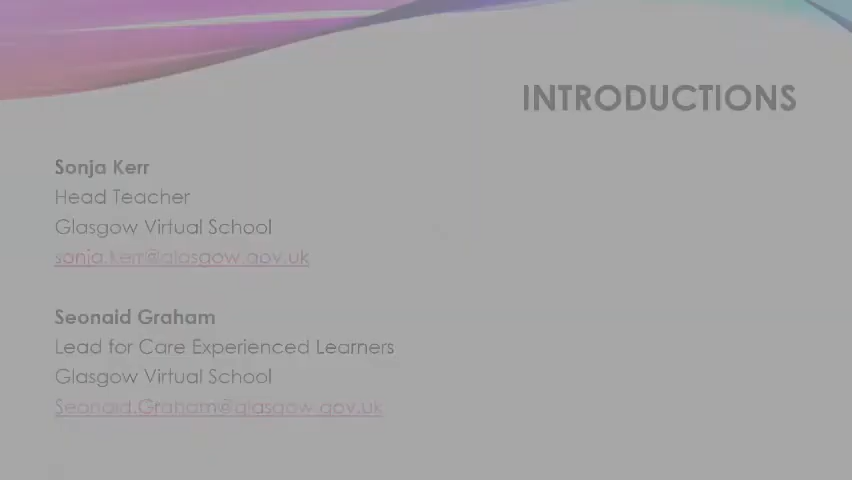 INTRODUCTIONS
Sonja Kerr
Head Teacher
Glasgow Virtual School
sonja.kerr@glasgow.gov.uk
Seonaid Graham
Lead for Care Experienced Learners
Glasgow Virtual School
Seonaid.Graham@glasgow.gov.uk